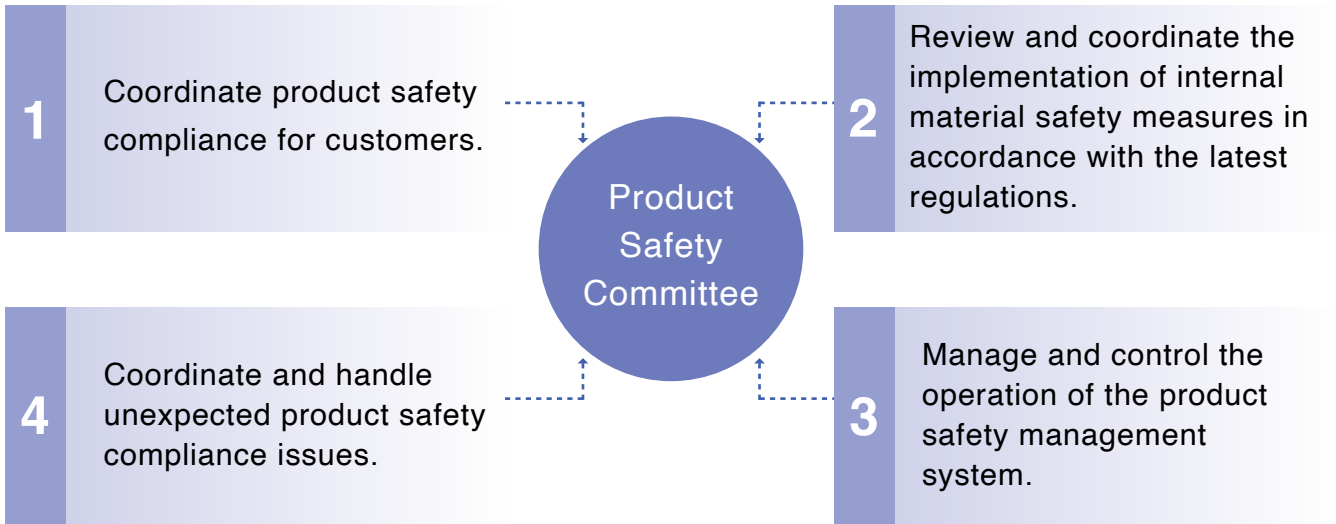 1
Coordinate product safety
compliance for customers.
2
Review and coordinate the
implementation of internal
material safety measures in
accordance with the latest
regulations.
Product
Safety
Committee
4
Coordinate and handle
unexpected product safety
compliance issues.
3
Manage and control the
operation of the product
safety management
system.